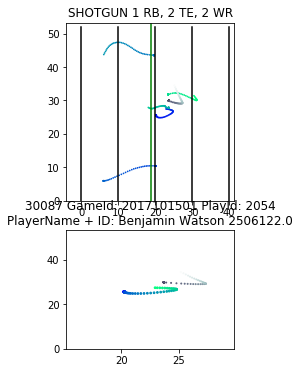 SHOTGUN 1 RB, 2 TE, 2 WR
50
40
30
20
10
0
0 10 20 30 40
30087 GameId: 2017101501 PlayId: 2054
PlayerName + ID: Benjamin Watson 2506122.0
40
20
0
20 25